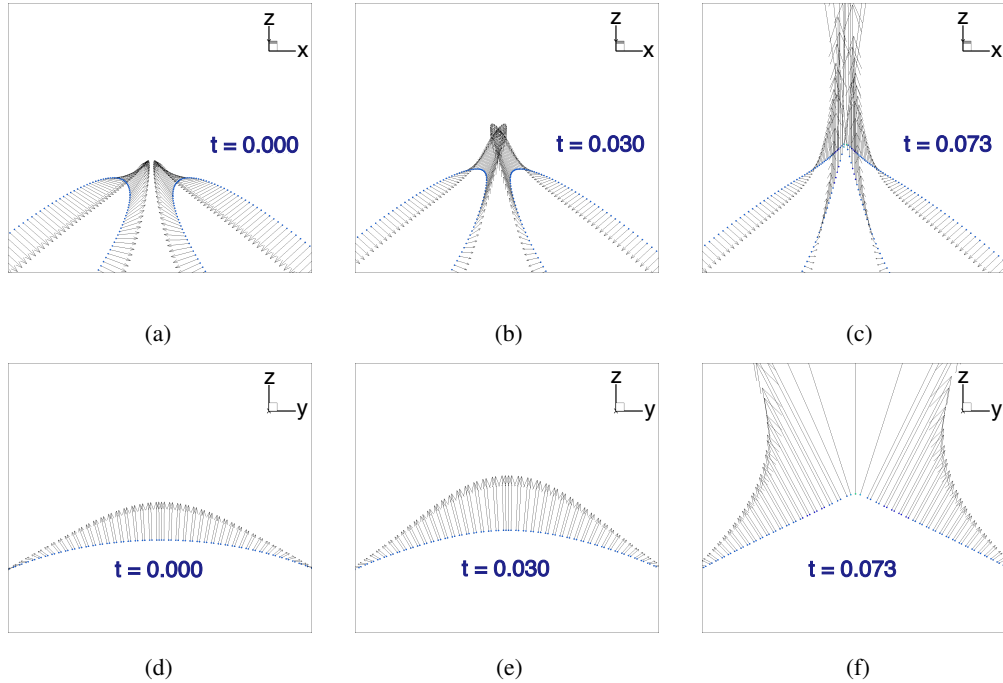 z z z
x x x
t = 0.000 t = 0.030 t = 0.073
(a) (b) (c)
z z z
y y y
t = 0.000 t = 0.030 t = 0.073
(d) (e) (f)